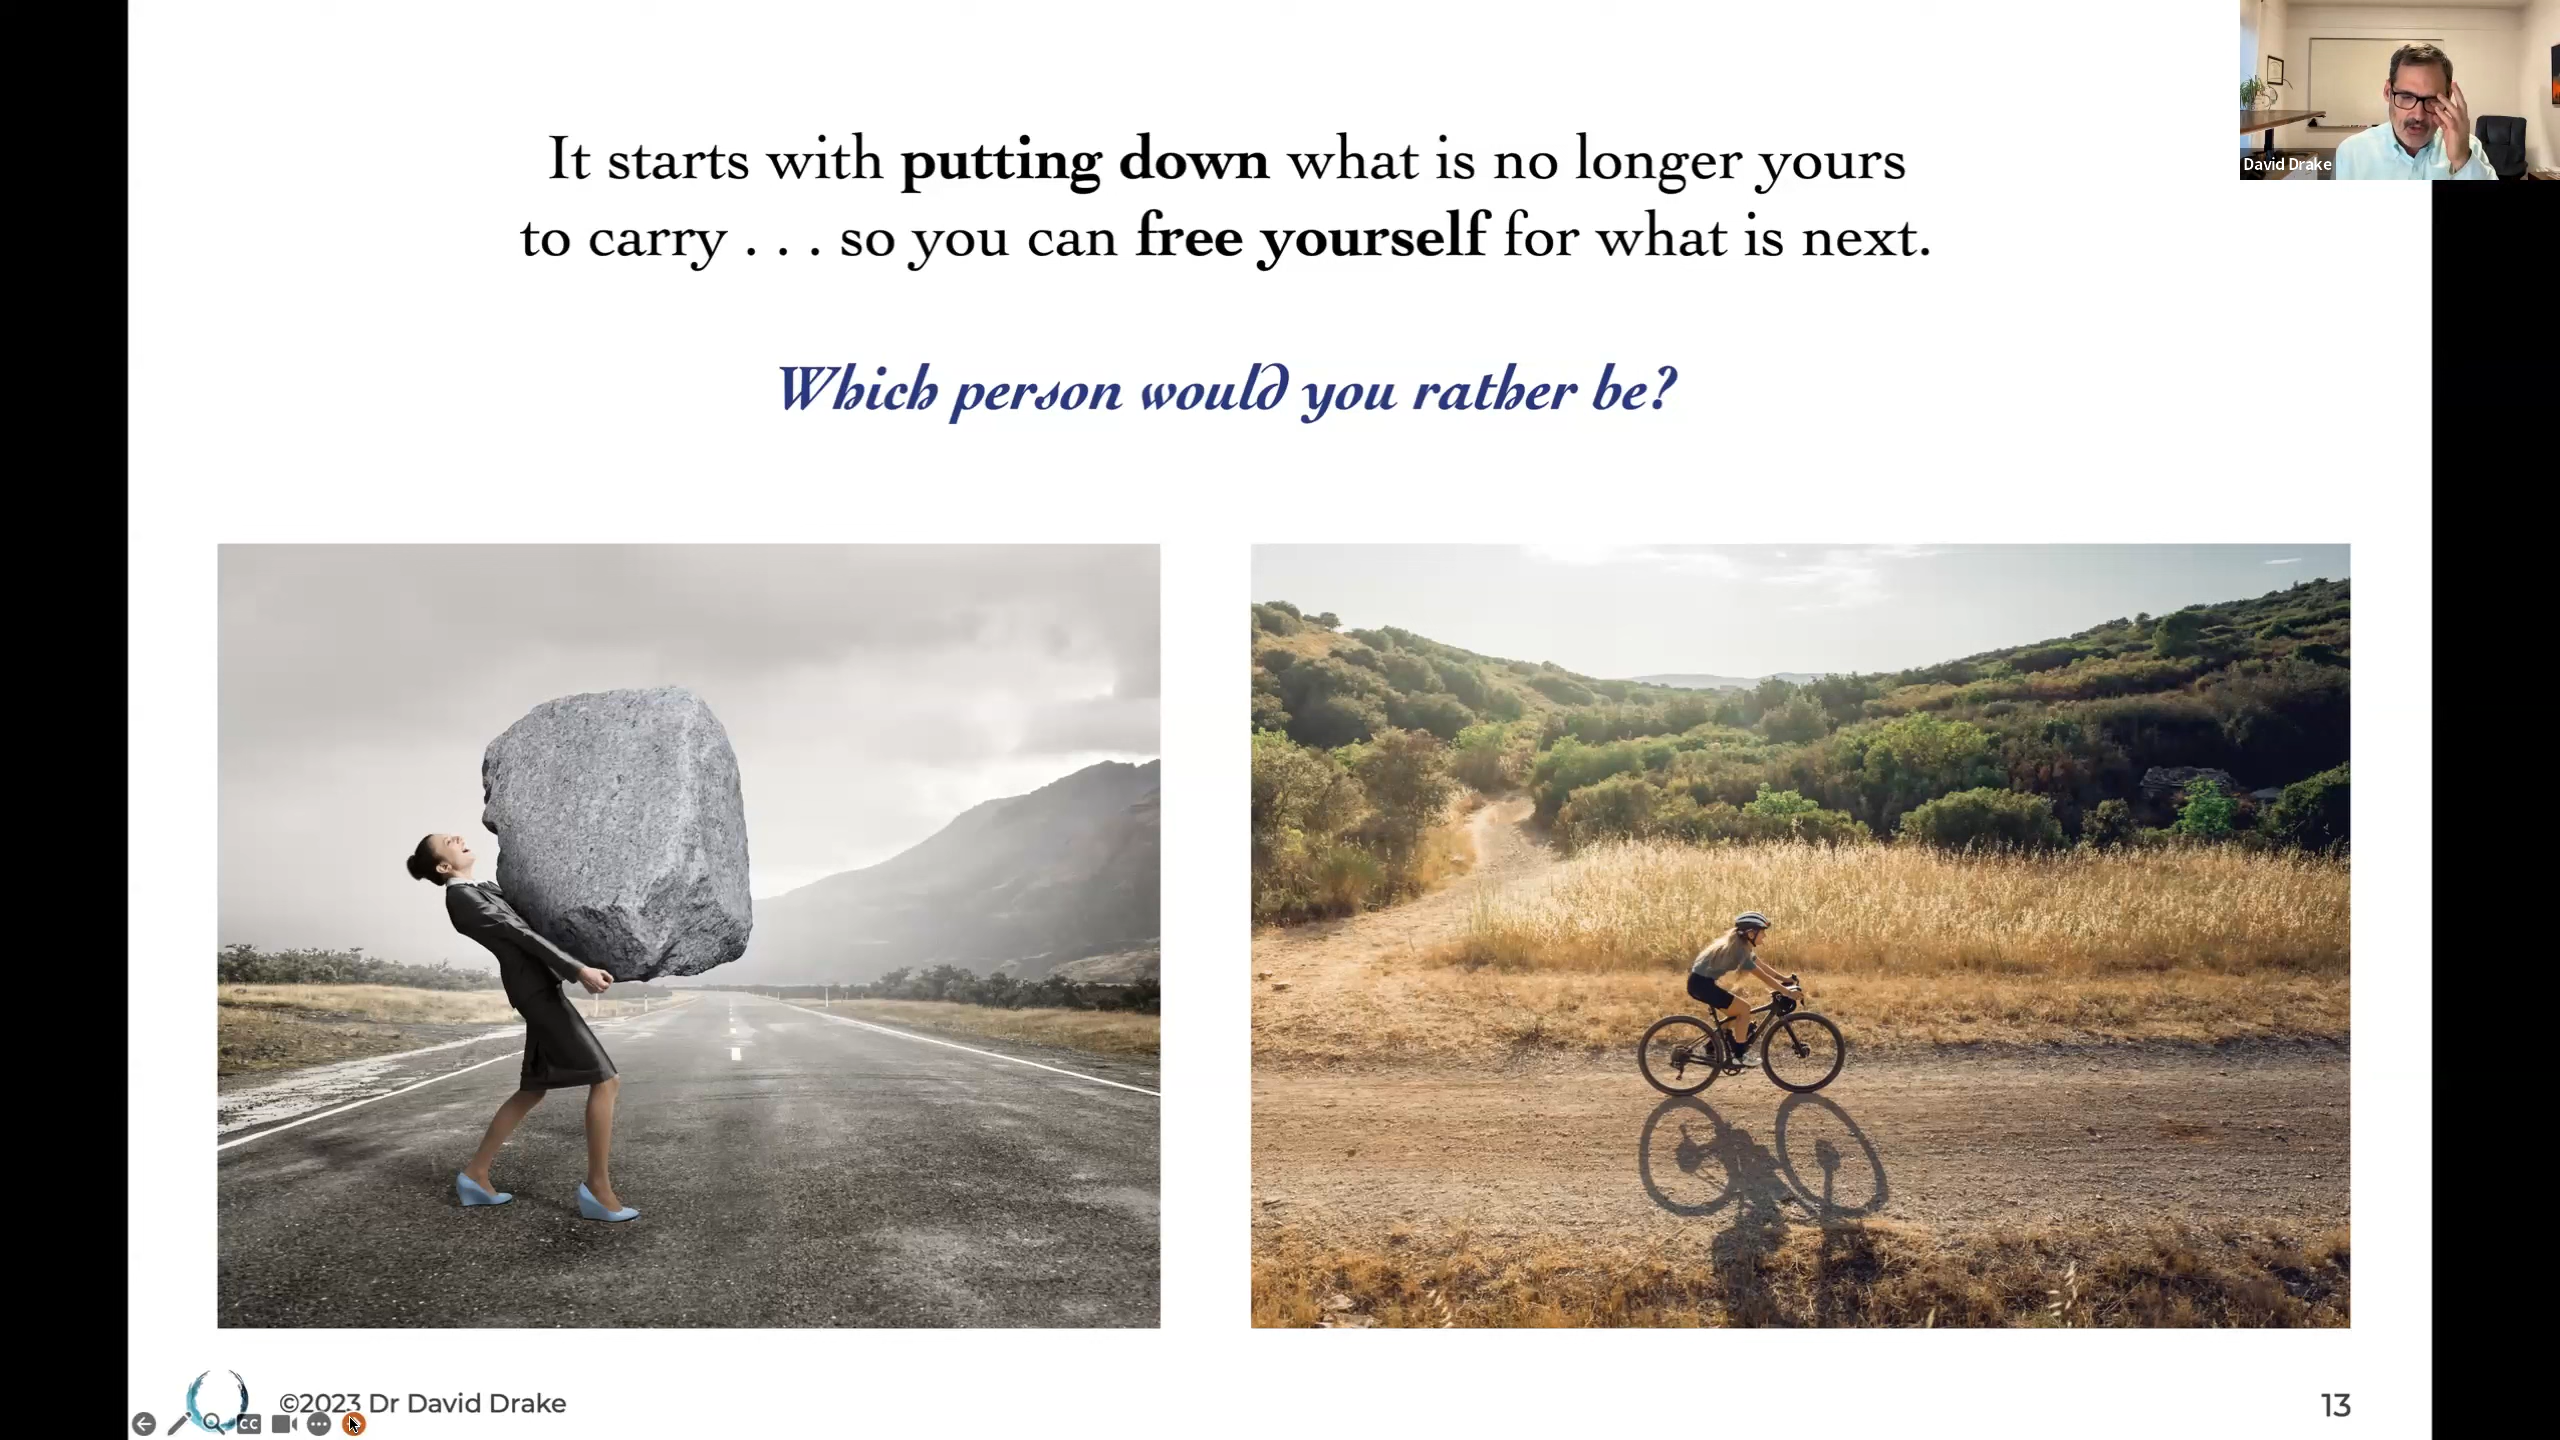 It starts with putting down what is no longer yours
to carry . . . so you can free yourself for what is next.
Which person would you rather be?
David Drake
©2023 Dr David Drake
CC
13